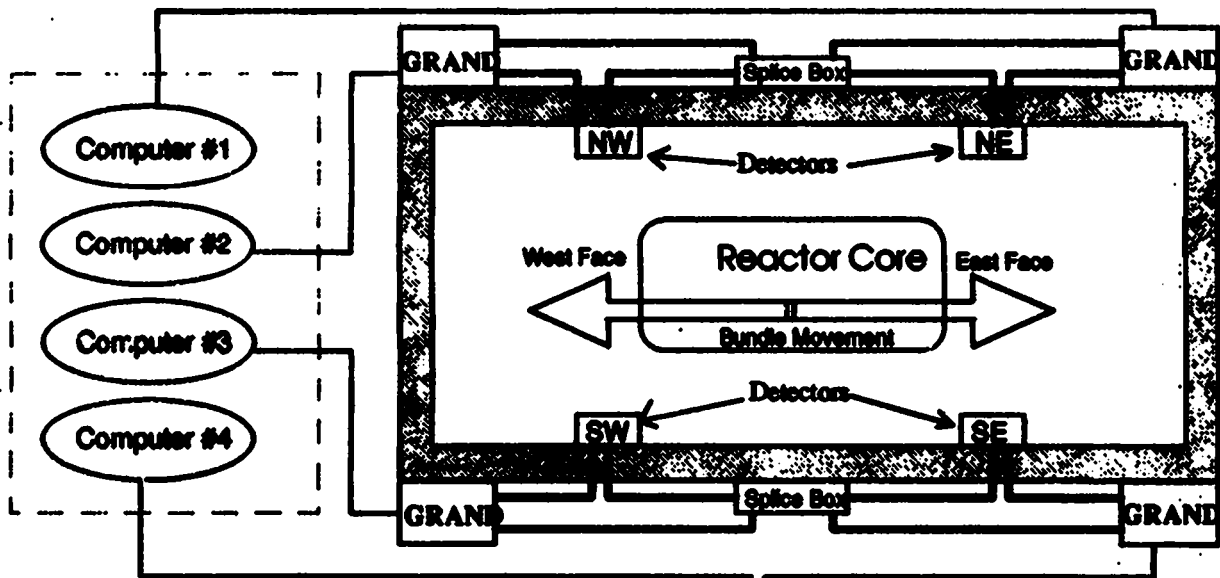 GRAND
Splice Box
GRAND
Computer #1
NW
Detectors
NE
Computer #2
West Face
Reactor Core
East Face
Computer #3
Bundle Movement
Computer #4
Detectors
SW
SE
GRAND
Splice Box
GRAND